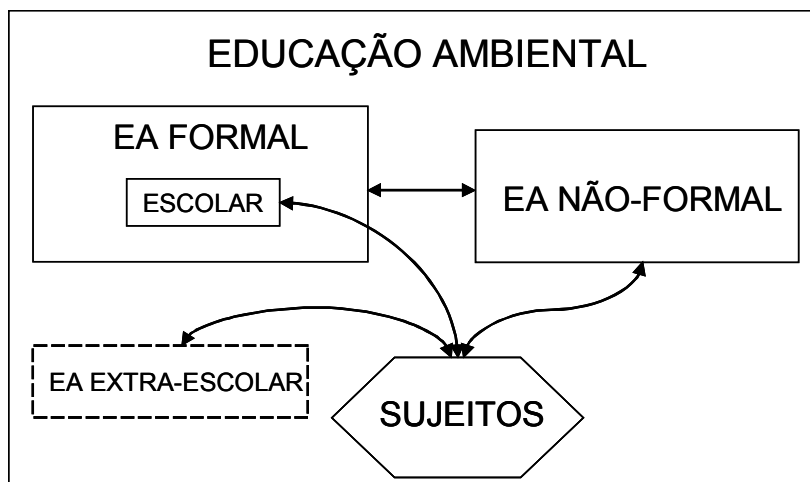 EDUCAÇÃO AMBIENTAL
EA FORMAL
ESCOLAR
EA NÃO-FORMAL
EA EXTRA-ESCOLAR
SUJEITOS